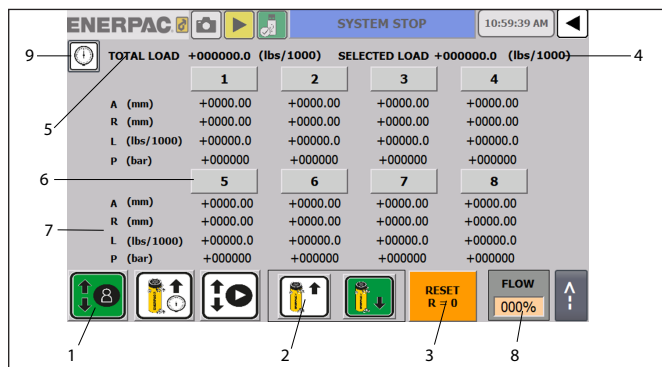 ENERPAC. SYSTEM STOP 10:59:39 AM
9 TOTAL LOAD +000000.0 (lbs/1000) SELECTED LOAD +000000.0 (lbs/1000) 4
1 2 3 4
A (mm) +0000.00 +0000.00 +0000.00 +0000.00
5
R (mm) +0000.00 +0000.00 +0000.00 +0000.00
L (lbs/1000) +00000.0 +00000.0 +00000.0 +00000.0
P (bar) +000000 +000000 +000000 +000000
6 5 6 7 8
A (mm) +0000.00 +0000.00 +0000.00 +0000.00
R (mm) +0000.00 +0000.00 +0000.00 +0000.00
7
L (lbs/1000) +00000.0 +00000.0 +00000.0 +00000.0
P (bar) +000000 +000000 +000000 +000000
RESET FLOW
R = 0 000%
1 2 3 8